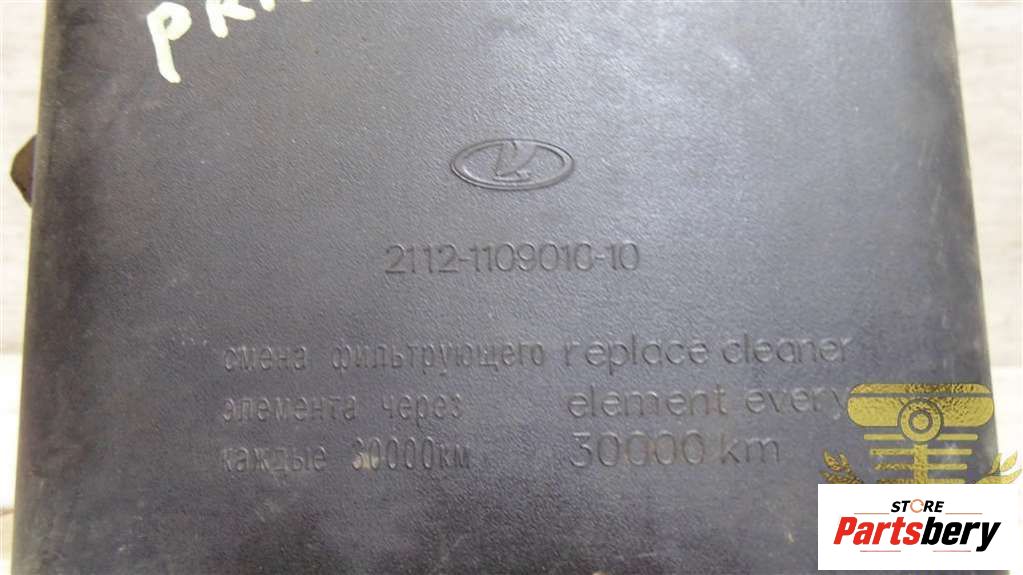 2112-1109010-10
смена фильтрующего replace cleaner
элемента через element every
каждые 30000км 30000 km
STORE
Partsbery